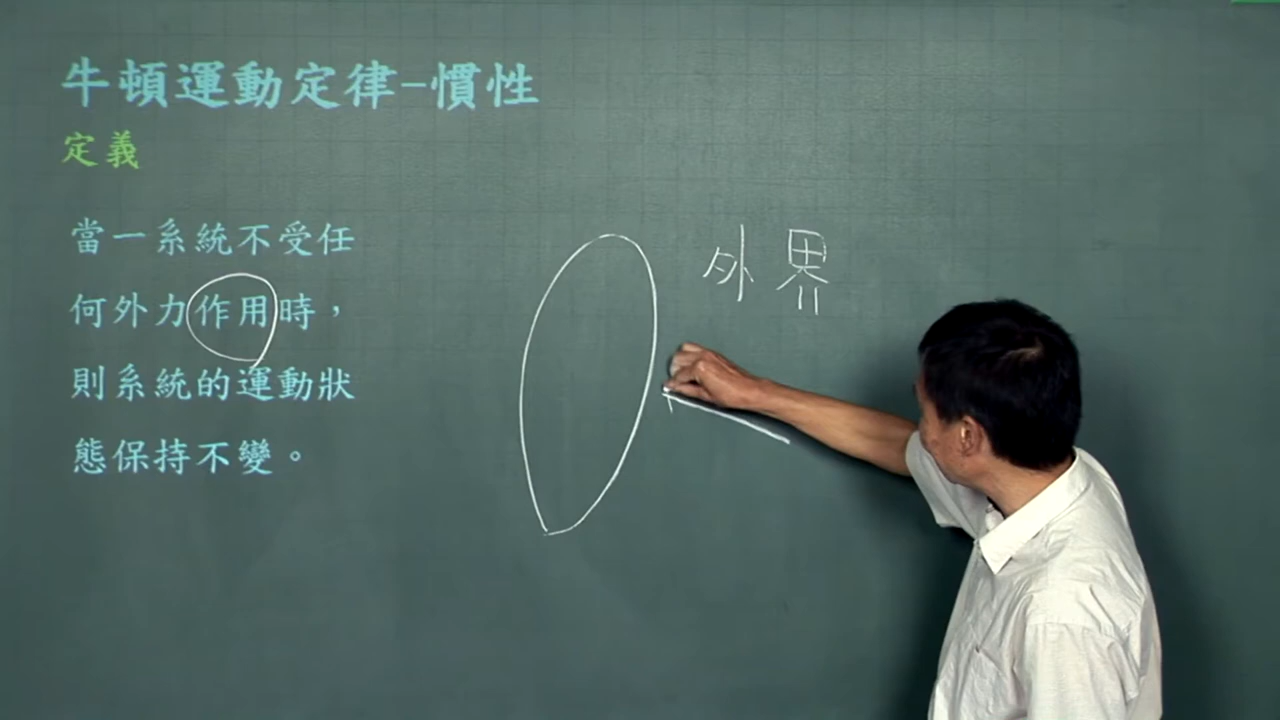 牛頓運動定律-慣性
定義
當一系統不受任
何外力作用時，
則系統的運動狀
態保持不變。
外界